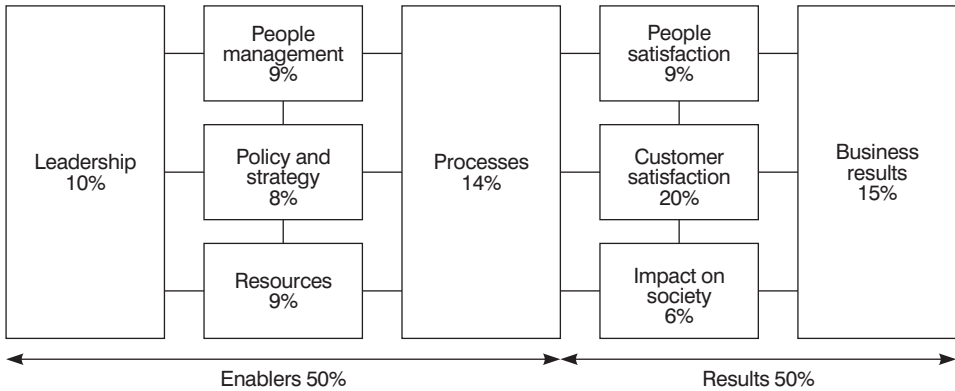 Leadership
10%
People
management
9%
Policy and
strategy
8%
Resources
9%
Processes
14%
People
satisfaction
9%
Customer
satisfaction
20%
Impact on
society
6%
Business
results
15%
Enablers 50%
Results 50%